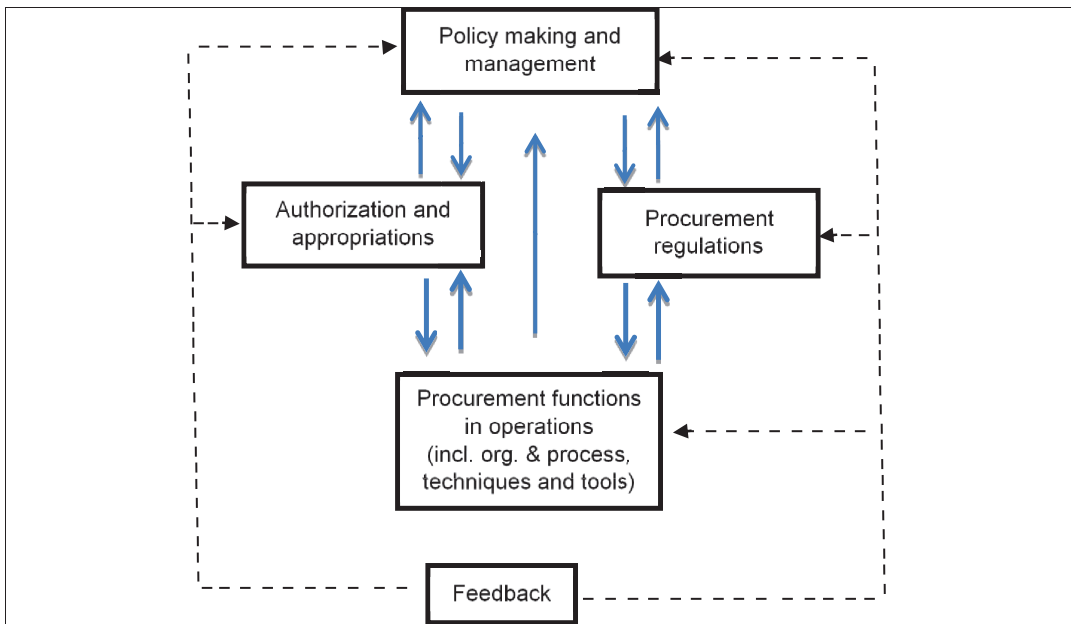 Policy making and
management
Authorization and
appropriations
Procurement
regulations
Procurement functions
in operations
(incl. org. & process,
techniques and tools)
Feedback